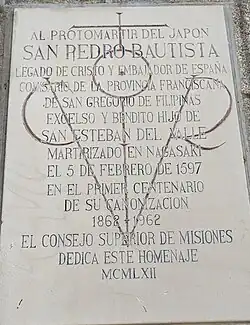 AL PROTOMARTIR DEL JAPON
SAN PEDRO BAUTISTA
LEGADO DE CRISTO Y EMBAJADOR DE ESPAÑA
COMISARIO DE LA PROVINCIA FRANCISCANA
DE SAN GREGORIO DE FILIPINAS
EXCELSO Y BENDITO HIJO DE
SAN ESTEBAN DEL VALLE
MARTIRIZADO EN NAGASAKI
EL 5 DE FEBRERO DE 1597
EN EL PRIMER CENTENARIO
DE SU CANONIZACION
1862-1962
EL CONSEJO SUPERIOR DE MISIONES
DEDICA ESTE HOMENAJE
MCMLXII